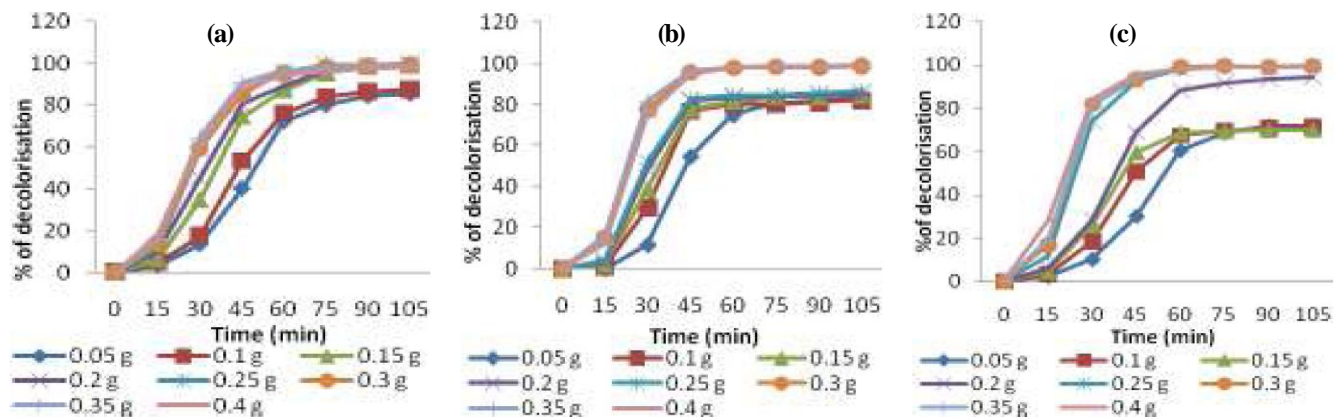 (a)
% of decolorisation
120
100
80
60
40
20
0
0 15 30 45 60 75 90 105
Time (min)
0.05 g 0.1 g 0.15 g
0.2 g 0.25 g 0.3 g
0.35 g 0.4 g
(b)
% of decolorisation
120
100
80
60
40
20
0
0 15 30 45 60 75 90 105
Time (min)
0.05 g 0.1 g 0.15 g
0.2 g 0.25 g 0.3 g
0.35 g 0.4 g
(c)
%of decolorisation
120
100
80
60
40
20
0
0 15 30 45 60 75 90 105
Time (min)
0.05 g 0.1 g 0.15 g
0.2 g 0.25 g 0.3 g
0.35 g 0.4 g